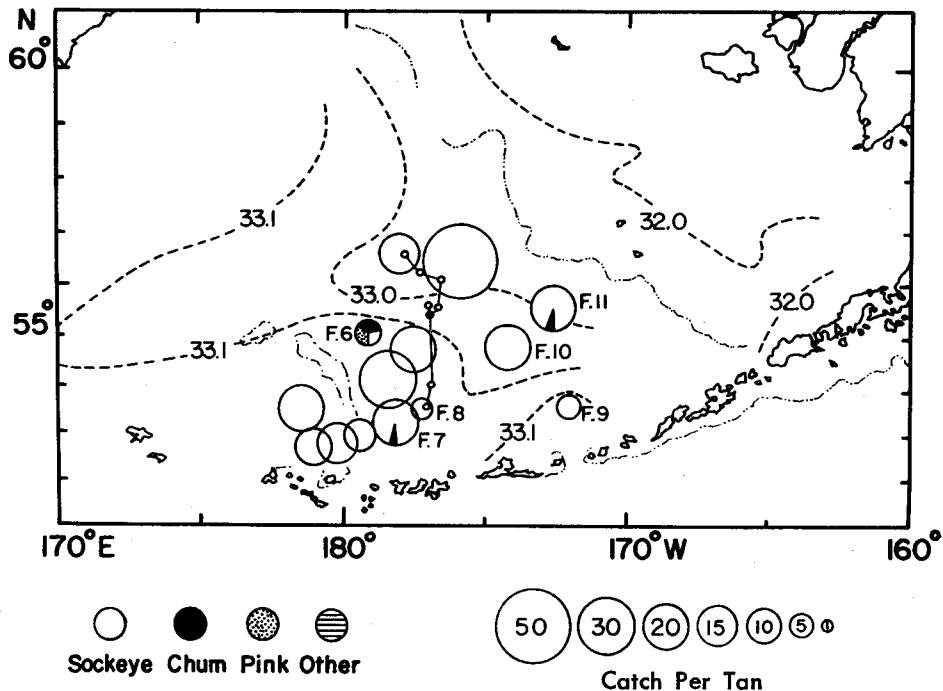 N
60°
33.1
32.0
33.0
F.11
32.0
55°
33.1
F.6
F.10
F.8
F.9
F.7
33.1
170°E
180°
170°W
160°
50
30
20
15
10
5
1
Sockeye
Chum
Pink
Other
Catch Per Tan